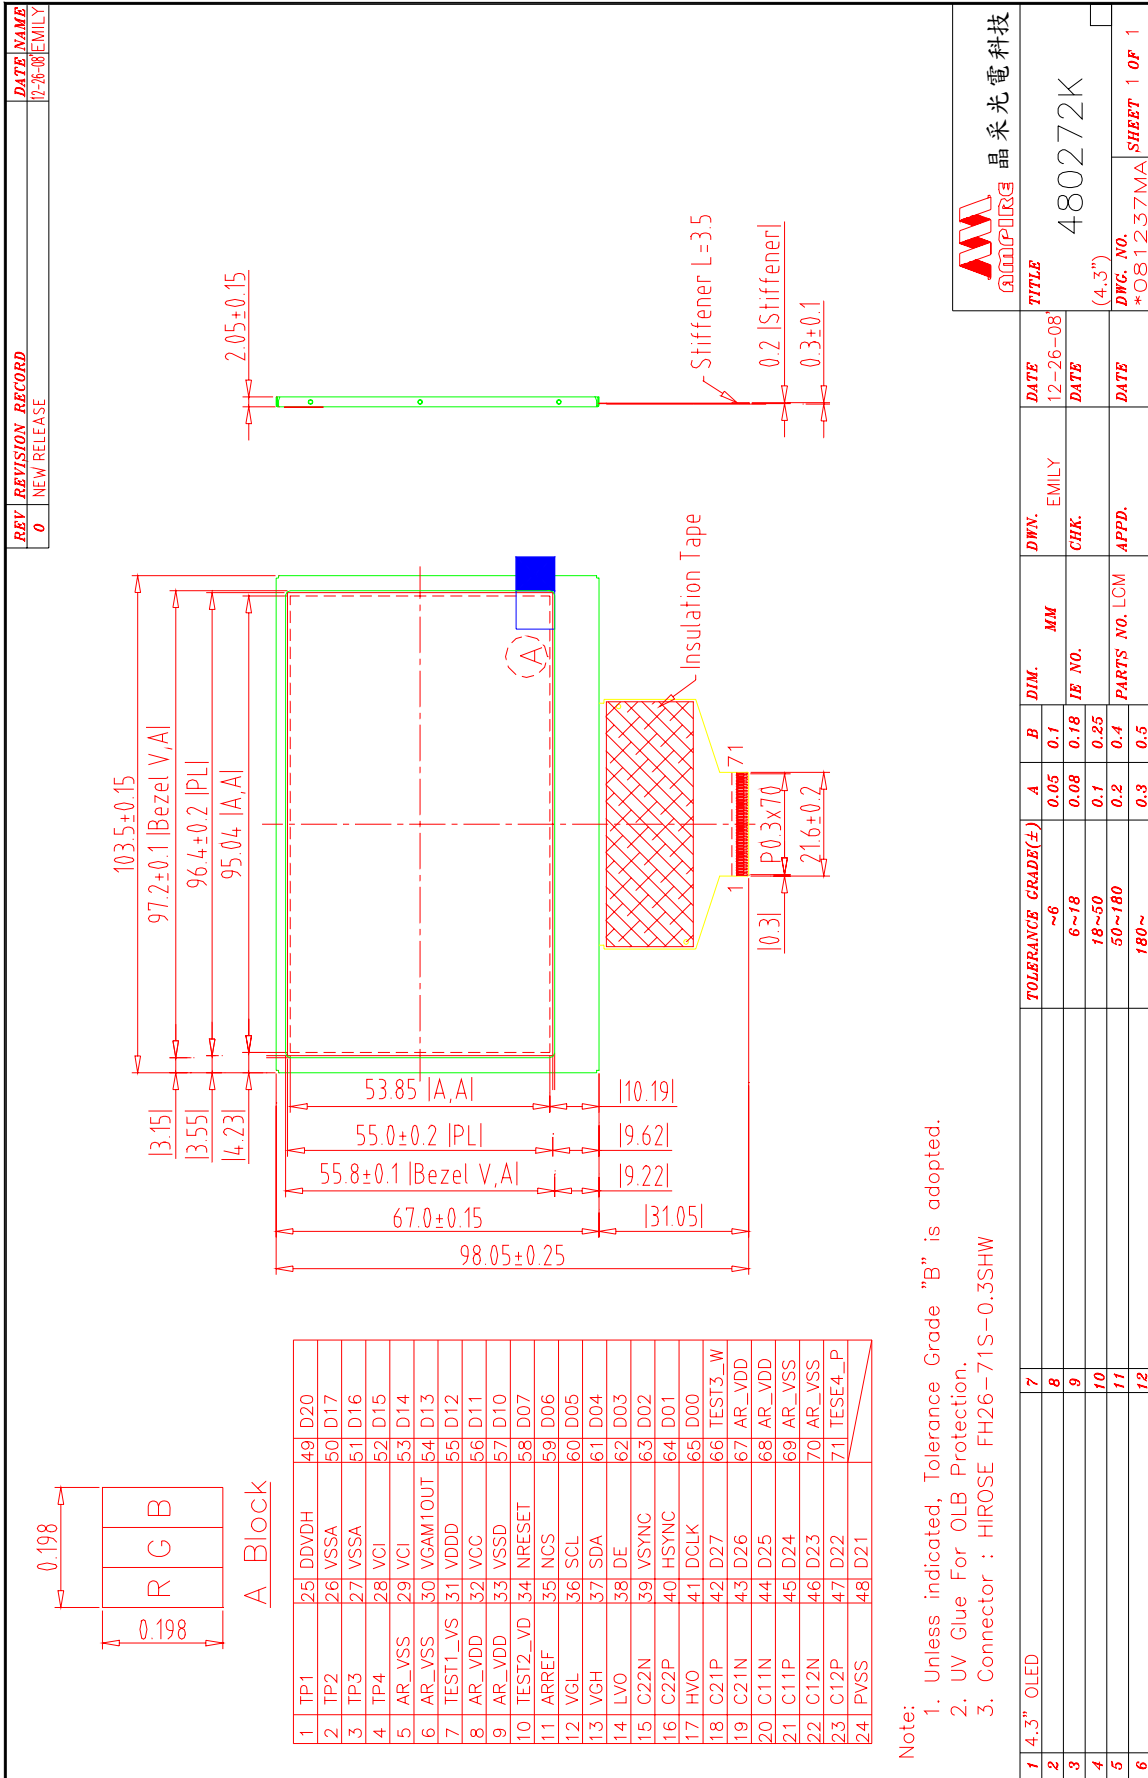 REV REVISION RECORD DATE NAME
0 NEW RELEASE 12-26-08' EMILY
0.198
0.198
R G B
A Block
103.5±0.15
97.2±0.1 |Bezel V,A|
96.4±0.2 |PL|
95.04 |A,A|
|3.15|
|3.55|
|4.23|
53.85 |A,A|
|10.19|
55.0±0.2 |PL|
|9.62|
55.8±0.1 |Bezel V,A|
|9.22|
67.0±0.15
|31.05|
98.05±0.25
A
Insulation Tape
1
71
|0.3|
P0.3x70
21.6±0.2
2.05±0.15
Stiffener L=3.5
0.2 |Stiffener|
0.3±0.1
1 TP1 25 DDVDH 49 D20
2 TP2 26 VSSA 50 D17
3 TP3 27 VSSA 51 D16
4 TP4 28 VCI 52 D15
5 AR_VSS 29 VCI 53 D14
6 AR_VSS 30 VGAM1OUT 54 D13
7 TEST1_VS 31 VDDD 55 D12
8 AR_VDD 32 VCC 56 D11
9 AR_VDD 33 VSSD 57 D10
10 TEST2_VD 34 NRESET 58 D07
11 ARREF 35 NCS 59 D06
12 VGL 36 SCL 60 D05
13 VGH 37 SDA 61 D04
14 LVO 38 DE 62 D03
15 C22N 39 VSYNC 63 D02
16 C22P 40 HSYNC 64 D01
17 HVO 41 DCLK 65 D00
18 C21P 42 D27 66 TEST3_W
19 C21N 43 D26 67 AR_VDD
20 C11N 44 D25 68 AR_VDD
21 C11P 45 D24 69 AR_VSS
22 C12N 46 D23 70 AR_VSS
23 C12P 47 D22 71 TESE4_P
24 PVSS 48 D21
Note:
1. Unless indicated, Tolerance Grade "B" is adopted.
2. UV Glue For OLB Protection.
3. Connector : HIROSE FH26-71S-0.3SHW
AMPIRE 晶采光電科技
1 4.3" OLED 7
2 8
3 9
4 10
5 11
6 12
TOLERANCE GRADE(±) A B
~6 0.05 0.1
6~18 0.08 0.18
18~50 0.1 0.25
50~180 0.2 0.4
180~ 0.3 0.5
DIM. MM
IE NO.
PARTS NO. LCM
DWN. EMILY
CHK.
APPD.
DATE 12-26-08'
DATE
DATE
TITLE
480272K
(4.3")
DWG. NO.
*081237MA
SHEET 1 OF 1